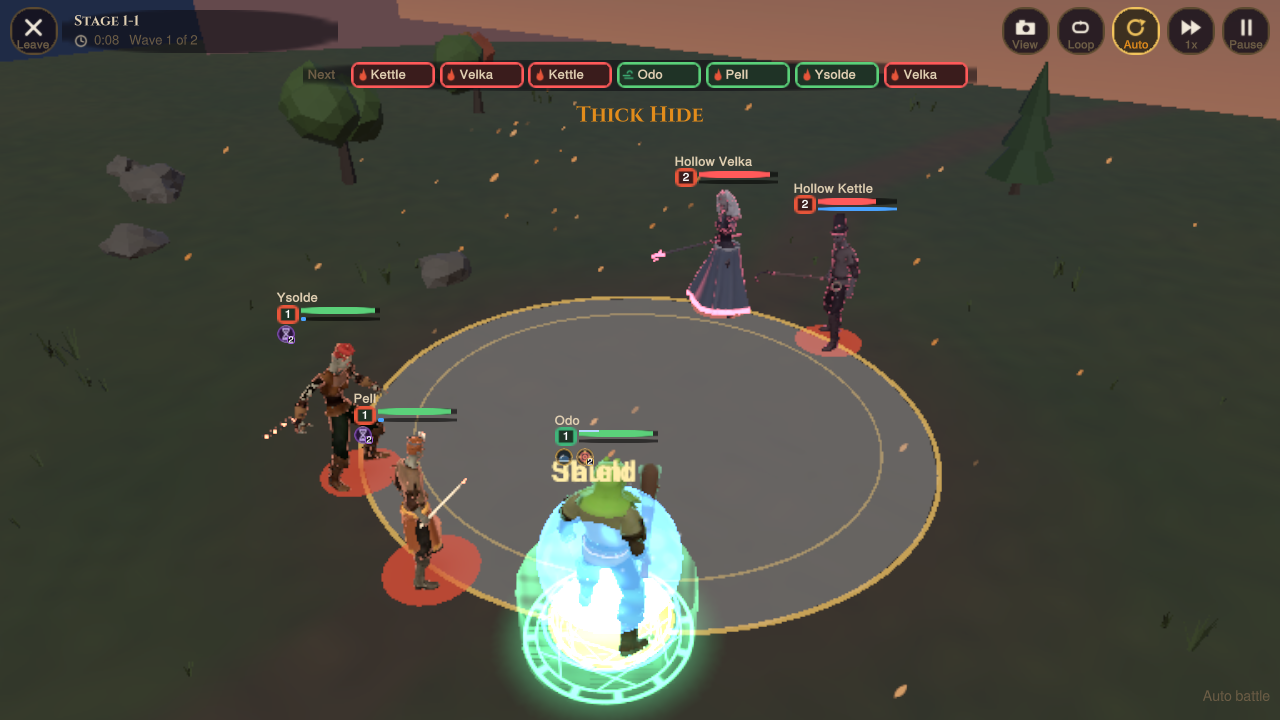 Leave
STAGE 1-1
0:08 Wave 1 of 2
View
Loop
Auto
1x
Pause
Next Kettle Velka Kettle Odo Pell Ysolde Velka
THICK HIDE
Hollow Velka
2
Hollow Kettle
2
Ysolde
1
2
Pell
1
2
Odo
1
2
Shield
Auto battle